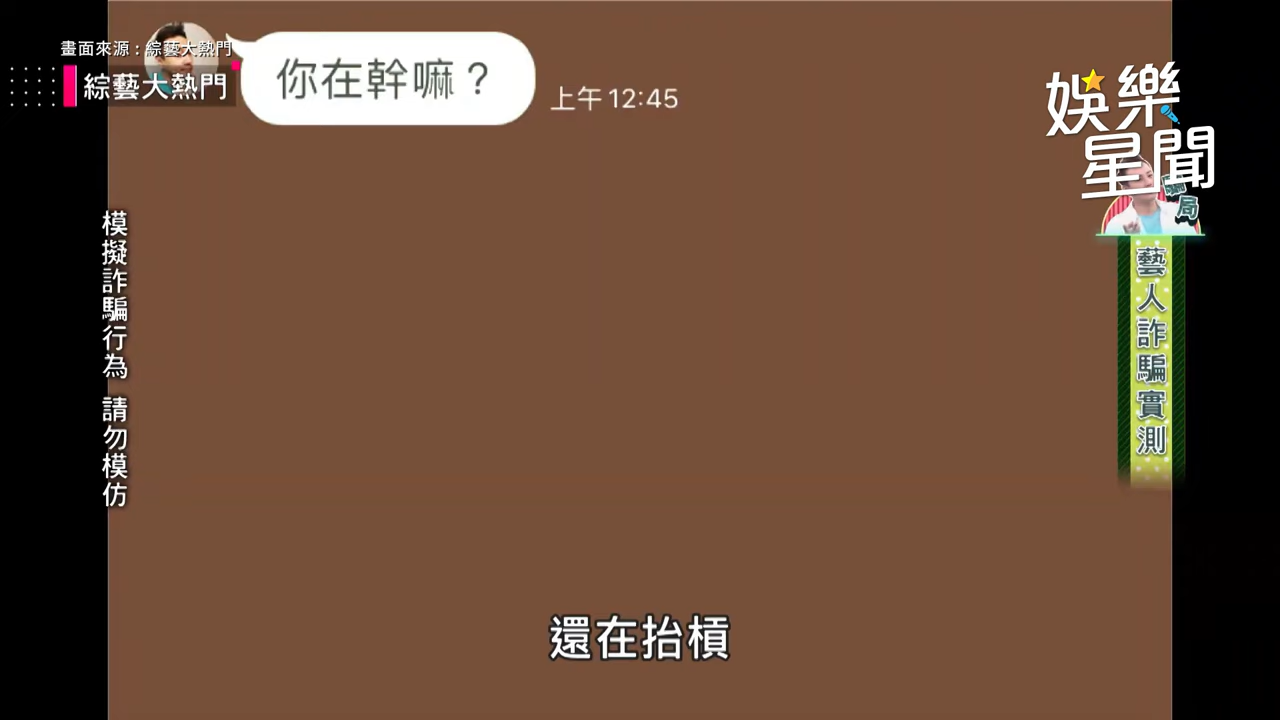 畫面來源:綜藝大熱門
綜藝大熱門
你在幹嘛?
上午12:45
娛樂
星聞
騙局
藝人詐騙實測
模擬詐騙行為 請勿模仿
還在抬槓